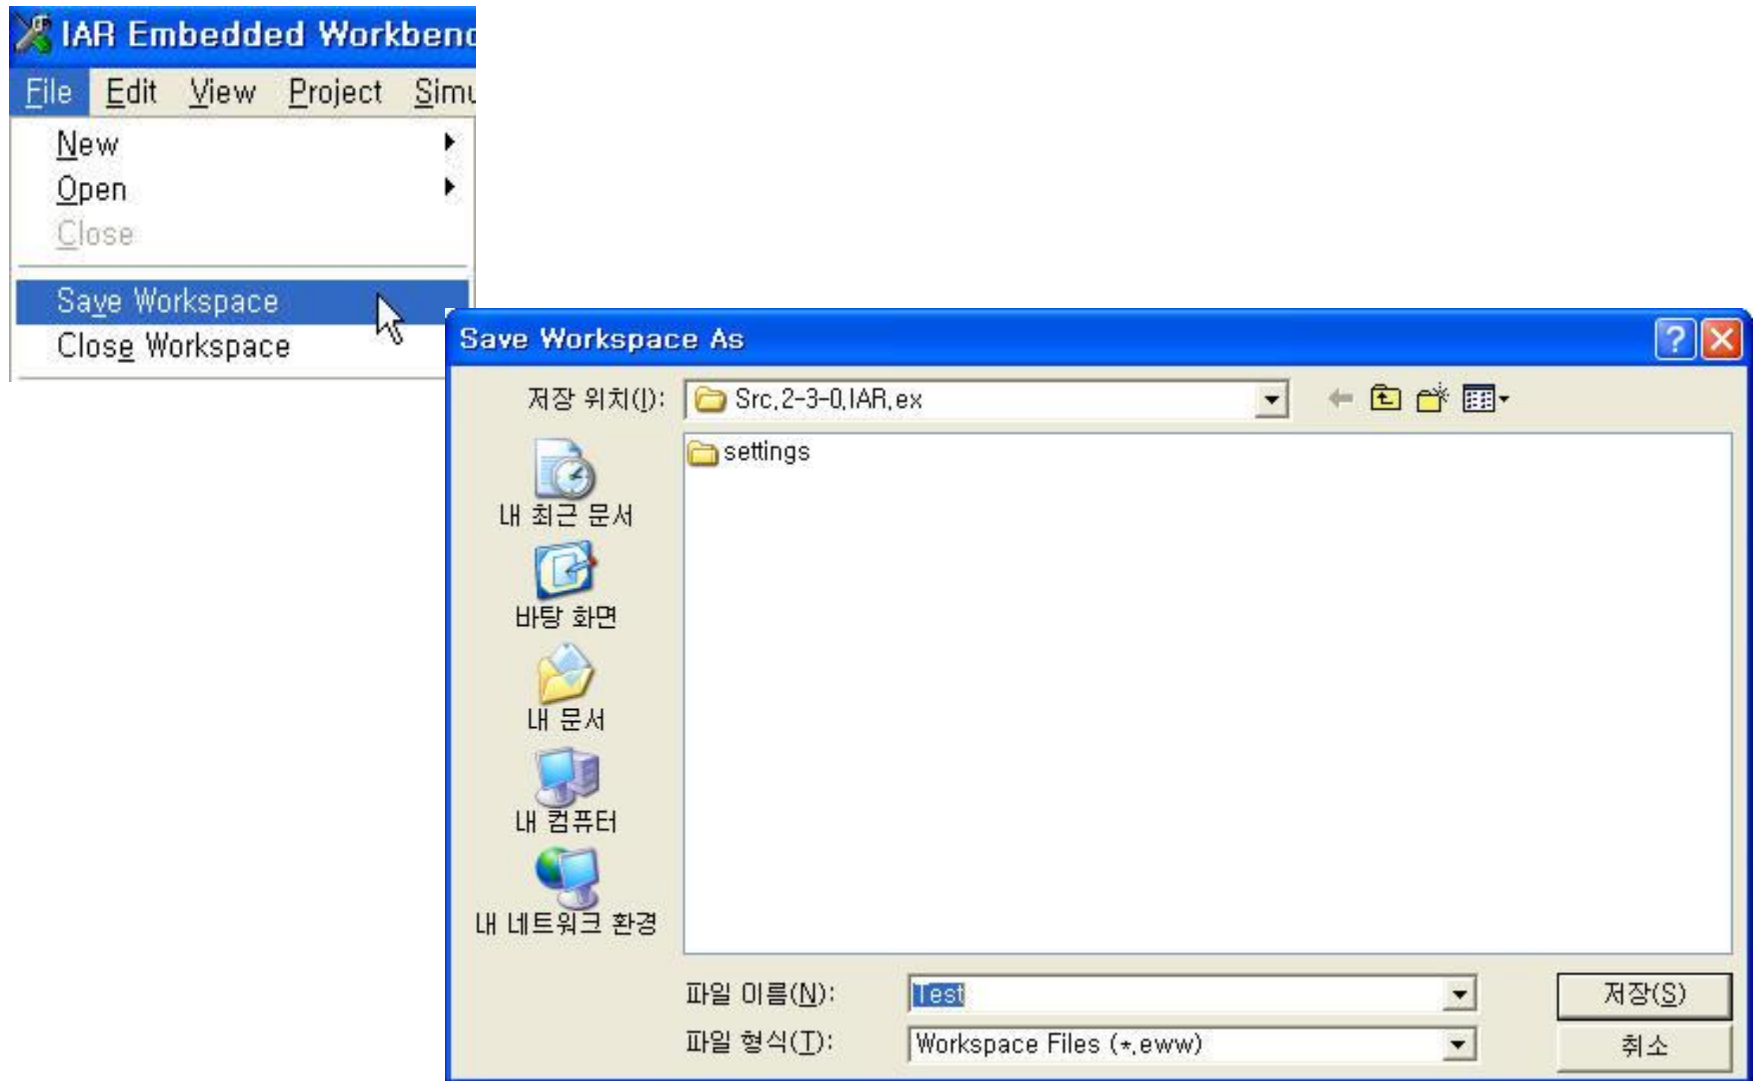 IAR Embedded Workbenc
File Edit View Project Simu
New
Open
Close
Save Workspace
Close Workspace
Save Workspace As
저장 위치(I): Src.2-3-0.IAR.ex
settings
내 최근 문서
바탕 화면
내 문서
내 컴퓨터
내 네트워크 환경
파일 이름(N): Test 저장(S)
파일 형식(T): Workspace Files (*.eww) 취소